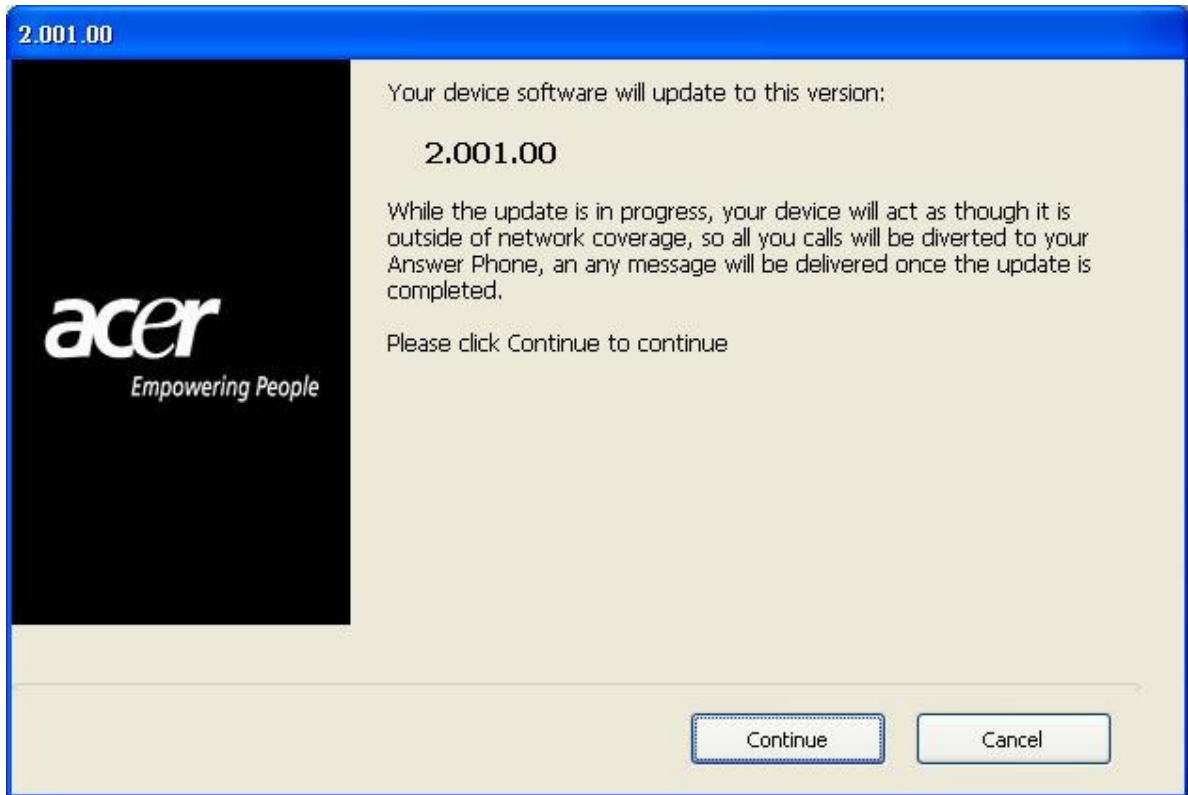 2.001.00
Your device software will update to this version:
2.001.00
While the update is in progress, your device will act as though it is
outside of network coverage, so all you calls will be diverted to your
Answer Phone, an any message will be delivered once the update is
completed.
Please click Continue to continue
acer
Empowering People
Continue
Cancel